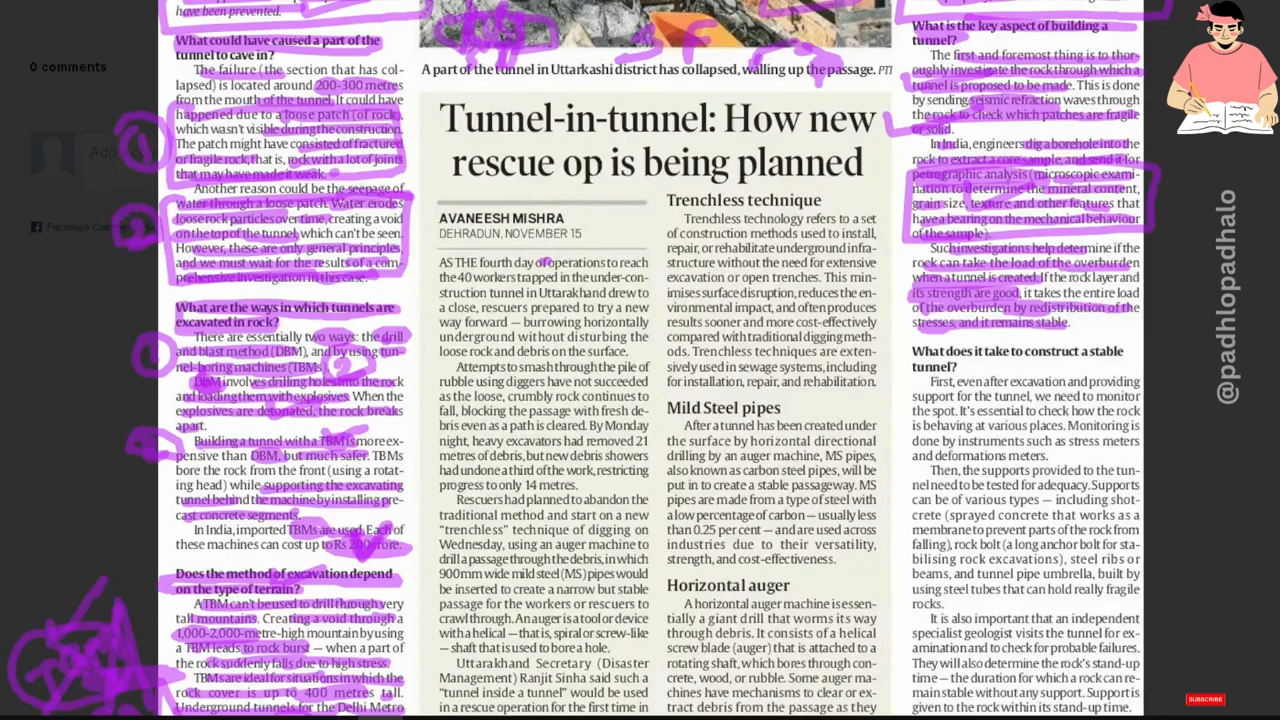 0 comments
Add
Facebook Comm
have been prevented.
What could have caused a part of the
tunnel to cave in?
The failure (the section that has col-
lapsed) is located around 200-300 metres
from the mouth of the tunnel. It could have
happened due to a loose patch (of rock),
which wasn't visible during the construction.
The patch might have consisted of fractured
or fragile rock, that is, rock with a lot of joints
that may have made it weak.
Another reason could be the seepage of
water through a loose patch. Water erodes
loose rock particles over time, creating a void
on the top of the tunnel, which can't be seen.
However, these are only general principles,
and we must wait for the results of a com-
prehensive investigation in this case.
What are the ways in which tunnels are
excavated in rock?
There are essentially two ways: the drill
and blast method (DBM), and by using tun-
nel-boring machines (TBMs).
DBM involves drilling holes into the rock
and loading them with explosives. When the
explosives are detonated, the rock breaks
apart.
Building a tunnel with a TBM is more ex-
pensive than DBM, but much safer. TBMs
bore the rock from the front (using a rotat-
ing head) while supporting the excavating
tunnel behind the machine by installing pre-
cast concrete segments.
In India, imported TBMs are used. Each of
these machines can cost up to Rs 200 crore.
Does the method of excavation depend
on the type of terrain?
A TBM can't be used to drill through very
tall mountains. Creating a void through a
1,000-2,000-metre-high mountain by using
a TBM leads to rock burst — when a part of
the rock suddenly falls due to high stress.
TBMs are ideal for situations in which the
rock cover is up to 400 metres tall.
Underground tunnels for the Delhi Metro
A part of the tunnel in Uttarkashi district has collapsed, walling up the passage. PTI
Tunnel-in-tunnel: How new
rescue op is being planned
AVANEESH MISHRA
DEHRADUN, NOVEMBER 15
AS THE fourth day of operations to reach
the 40 workers trapped in the under-con-
struction tunnel in Uttarakhand drew to
a close, rescuers prepared to try a new
way forward — burrowing horizontally
underground without disturbing the
loose rock and debris on the surface.
Attempts to smash through the pile of
rubble using diggers have not succeeded
as the loose, crumbly rock continues to
fall, blocking the passage with fresh de-
bris even as a path is cleared. By Monday
night, heavy excavators had removed 21
metres of debris, but new debris showers
had undone a third of the work, restricting
progress to only 14 metres.
Rescuers had planned to abandon the
traditional method and start on a new
"trenchless" technique of digging on
Wednesday, using an auger machine to
drill a passage through the debris, in which
900mm wide mild steel (MS) pipes would
be inserted to create a narrow but stable
passage for the workers or rescuers to
crawl through. An auger is a tool or device
with a helical — that is, spiral or screw-like
— shaft that is used to bore a hole.
Uttarakhand Secretary (Disaster
Management) Ranjit Sinha said such a
"tunnel inside a tunnel" would be used
in a rescue operation for the first time in
Trenchless technique
Trenchless technology refers to a set
of construction methods used to install,
repair, or rehabilitate underground infra-
structure without the need for extensive
excavation or open trenches. This min-
imises surface disruption, reduces the en-
vironmental impact, and often produces
results sooner and more cost-effectively
compared with traditional digging meth-
ods. Trenchless techniques are exten-
sively used in sewage systems, including
for installation, repair, and rehabilitation.
Mild Steel pipes
After a tunnel has been created under
the surface by horizontal directional
drilling by an auger machine, MS pipes,
also known as carbon steel pipes, will be
put in to create a stable passageway. MS
pipes are made from a type of steel with
a low percentage of carbon — usually less
than 0.25 per cent — and are used across
industries due to their versatility,
strength, and cost-effectiveness.
Horizontal auger
A horizontal auger machine is essen-
tially a giant drill that worms its way
through debris. It consists of a helical
screw blade (auger) that is attached to a
rotating shaft, which bores through con-
crete, wood, or rubble. Some auger ma-
chines have mechanisms to clear or ex-
tract debris from the passage as they
What is the key aspect of building a
tunnel?
The first and foremost thing is to thor-
oughly investigate the rock through which a
tunnel is proposed to be made. This is done
by sending seismic refraction waves through
the rock to check which patches are fragile
or solid.
In India, engineers dig a borehole into the
rock to extract a core sample, and send it for
petrographic analysis (microscopic exami-
nation to determine the mineral content,
grain size, texture and other features that
have a bearing on the mechanical behaviour
of the sample).
Such investigations help determine if the
rock can take the load of the overburden
when a tunnel is created. If the rock layer and
its strength are good, it takes the entire load
of the overburden by redistribution of the
stresses, and it remains stable.
What does it take to construct a stable
tunnel?
First, even after excavation and providing
support for the tunnel, we need to monitor
the spot. It's essential to check how the rock
is behaving at various places. Monitoring is
done by instruments such as stress meters
and deformations meters.
Then, the supports provided to the tun-
nel need to be tested for adequacy. Supports
can be of various types — including shot-
crete (sprayed concrete that works as a
membrane to prevent parts of the rock from
falling), rock bolt (a long anchor bolt for sta-
bilising rock excavations), steel ribs or
beams, and tunnel pipe umbrella, built by
using steel tubes that can hold really fragile
rocks.
It is also important that an independent
specialist geologist visits the tunnel for ex-
amination and to check for probable failures.
They will also determine the rock's stand-up
time — the duration for which a rock can re-
main stable without any support. Support is
given to the rock within its stand-up time.
@padhlopadhalo
SUBSCRIBE